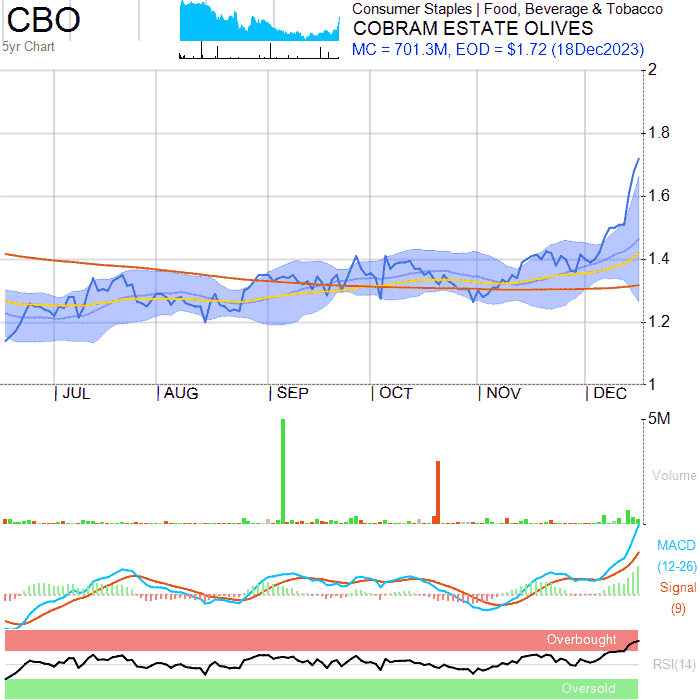 CBO
5yr Chart
Consumer Staples | Food, Beverage & Tobacco
COBRAM ESTATE OLIVES
MC = 701.3M, EOD = $1.72 (18Dec2023)
2
1.8
1.6
1.4
1.2
1
JUL AUG SEP OCT NOV DEC
5M
Volume
MACD
(12-26)
Signal
(9)
Overbought
RSI(14)
Oversold